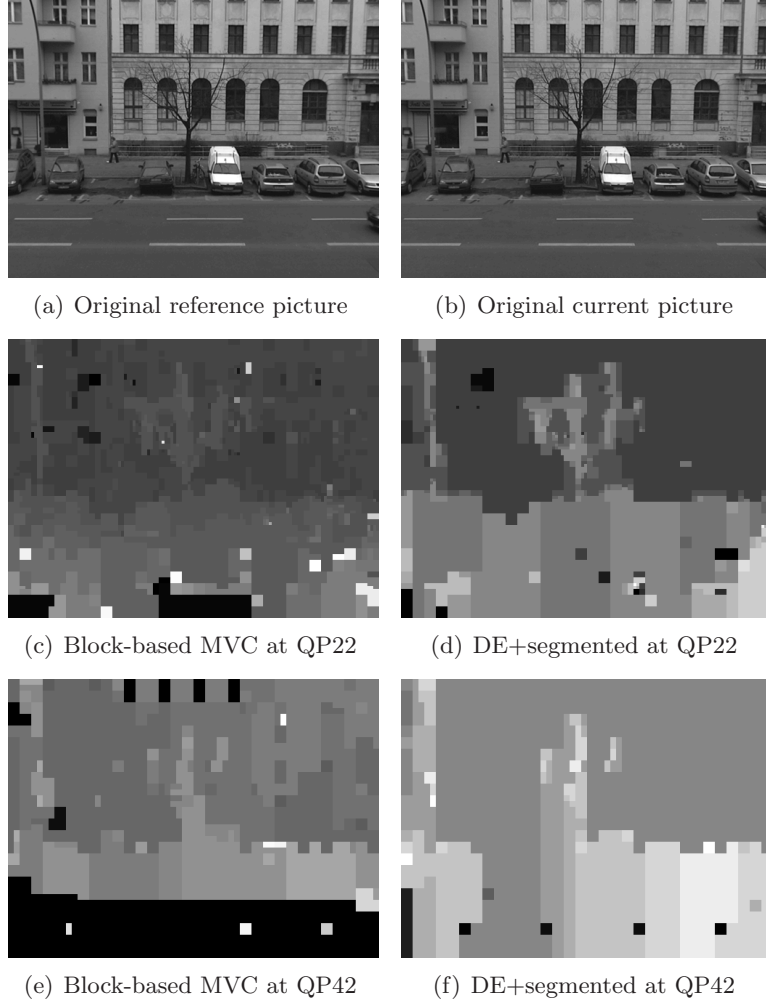 (a) Original reference picture
(b) Original current picture
(c) Block-based MVC at QP22
(d) DE+segmented at QP22
(e) Block-based MVC at QP42
(f) DE+segmented at QP42